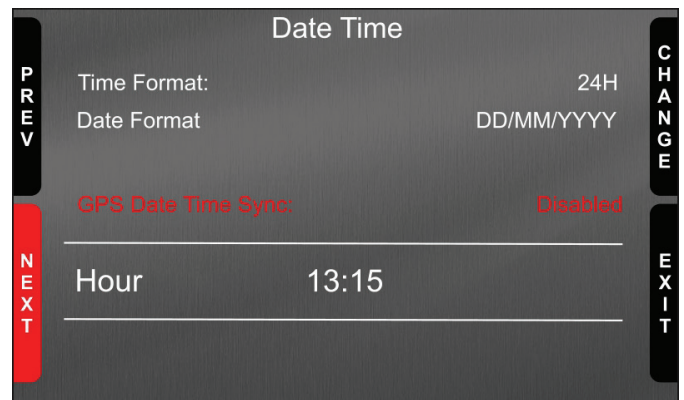 Date Time
PREV
CHANGE
Time Format: 24H
Date Format DD/MM/YYYY
GPS Date Time Sync: Disabled
NEXT
EXIT
Hour 13:15